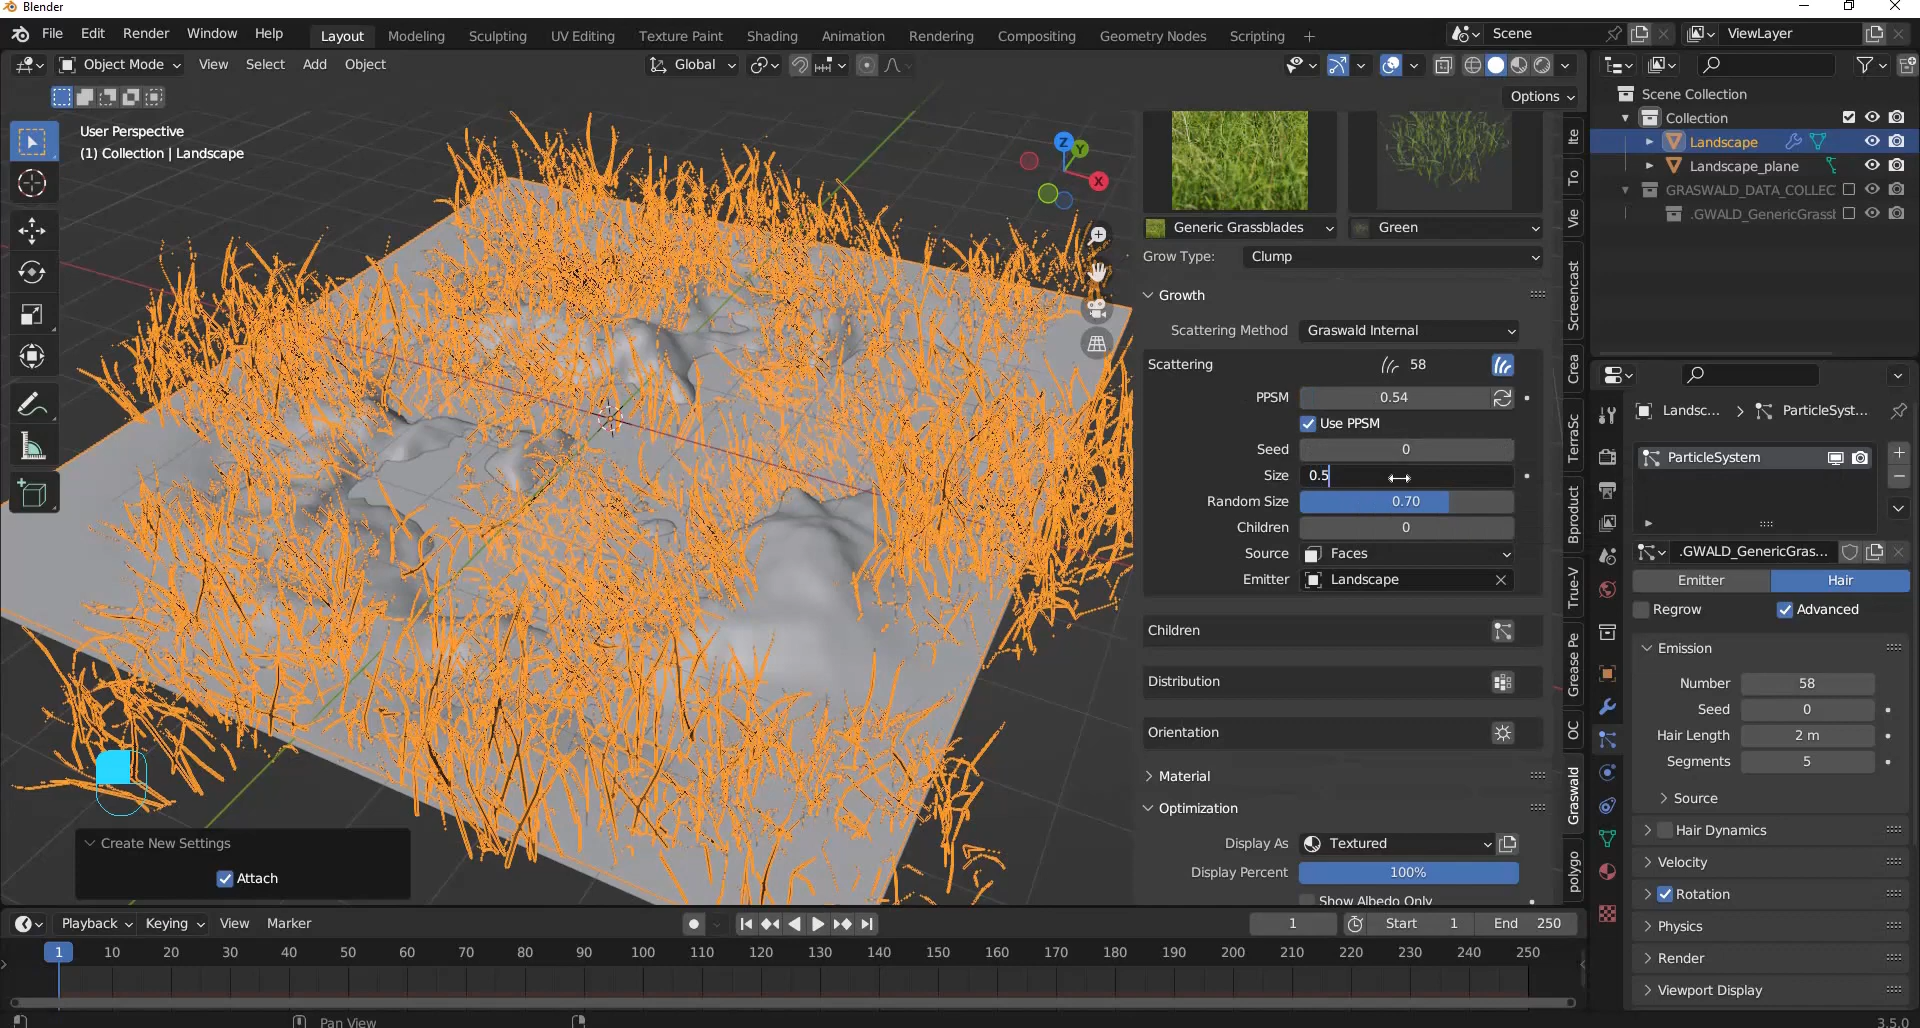 Blender
File Edit Render Window Help
Layout Modeling Sculpting UV Editing Texture Paint Shading Animation Rendering Compositing Geometry Nodes Scripting +
Scene
ViewLayer
Object Mode View Select Add Object
Global
Options
User Perspective
(1) Collection | Landscape
Z
Y
X
Generic Grassblades
Green
Grow Type: Clump
Growth
Scattering Method Graswald Internal
Scattering 58
PPSM 0.54
Use PPSM
Seed 0
Size 0.5
Random Size 0.70
Children 0
Source Faces
Emitter Landscape
Children
Distribution
Orientation
Material
Optimization
Display As Textured
Display Percent 100%
Show Albedo Only
Ite
To
Vie
Screencast
Crea
TerraSc
Bproduct
True-V
Grease Pe
OC
Graswald
polygo
Scene Collection
Collection
Landscape
Landscape_plane
GRASWALD_DATA_COLLEC
.GWALD_GenericGrassl
Landsc... > ParticleSyst...
ParticleSystem
.GWALD_GenericGras...
Emitter Hair
Regrow Advanced
Emission
Number 58
Seed 0
Hair Length 2 m
Segments 5
Source
Hair Dynamics
Velocity
Rotation
Physics
Render
Viewport Display
Create New Settings
Attach
Playback Keying View Marker
1 Start 1 End 250
1 10 20 30 40 50 60 70 80 90 100 110 120 130 140 150 160 170 180 190 200 210 220 230 240 250
Pan View
3.5.0